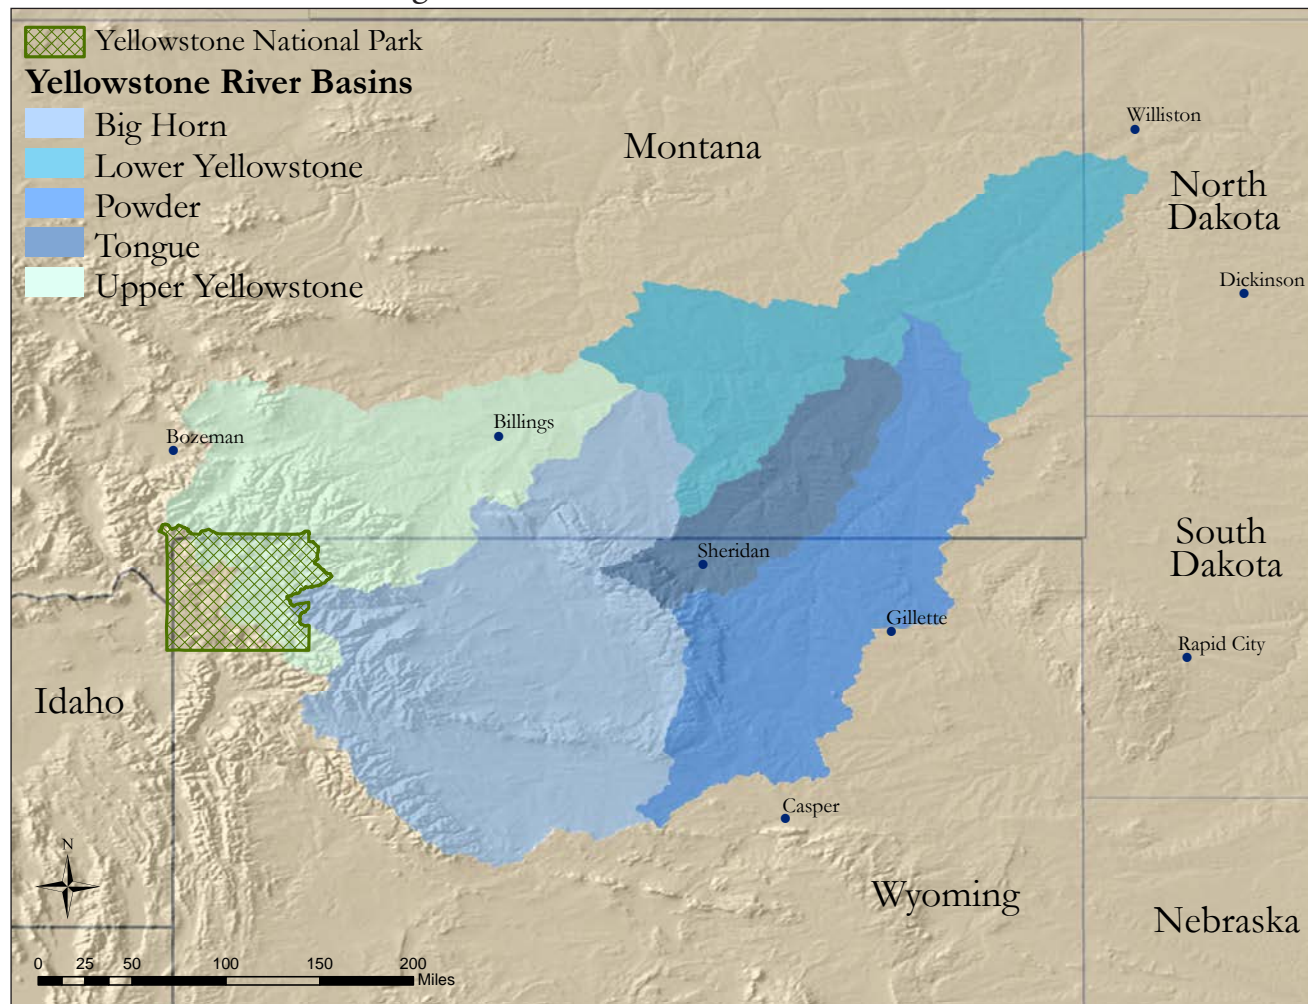 Yellowstone National Park
Yellowstone River Basins
Big Horn
Lower Yellowstone
Powder
Tongue
Upper Yellowstone
Montana
Williston
North
Dakota
Dickinson
Billings
Bozeman
Sheridan
South
Dakota
Gillette
Rapid City
Idaho
Casper
Wyoming
Nebraska
N
0 25 50 100 150 200
Miles